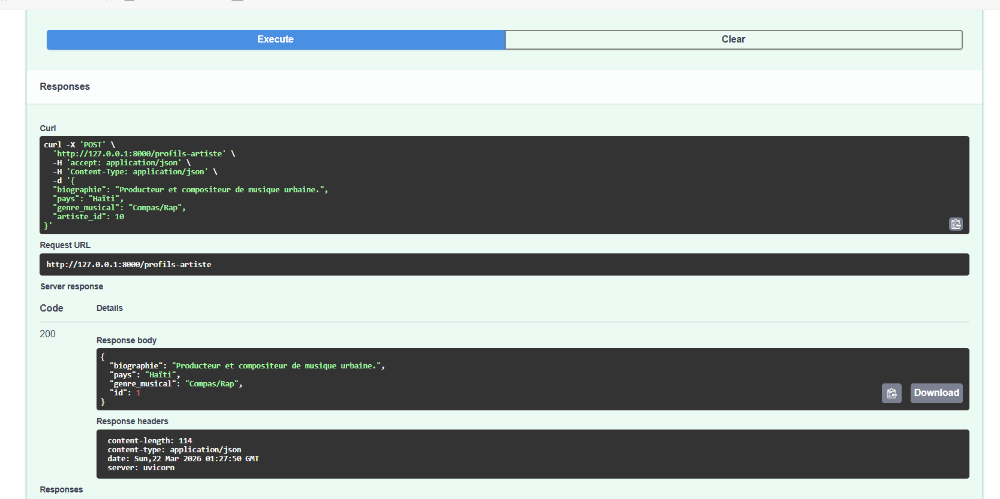 Execute
Clear
Responses
Curl
curl -X 'POST' \
'http://127.0.0.1:8000/profils-artiste' \
-H 'accept: application/json' \
-H 'Content-Type: application/json' \
-d '{
"biographie": "Producteur et compositeur de musique urbaine.",
"pays": "Haïti",
"genre_musical": "Compas/Rap",
"artiste_id": 10
}'
Request URL
http://127.0.0.1:8000/profils-artiste
Server response
Code
Details
200
Response body
{
"biographie": "Producteur et compositeur de musique urbaine.",
"pays": "Haïti",
"genre_musical": "Compas/Rap",
"id": 1
}
Download
Response headers
content-length: 114
content-type: application/json
date: Sun,22 Mar 2026 01:27:50 GMT
server: uvicorn
Responses